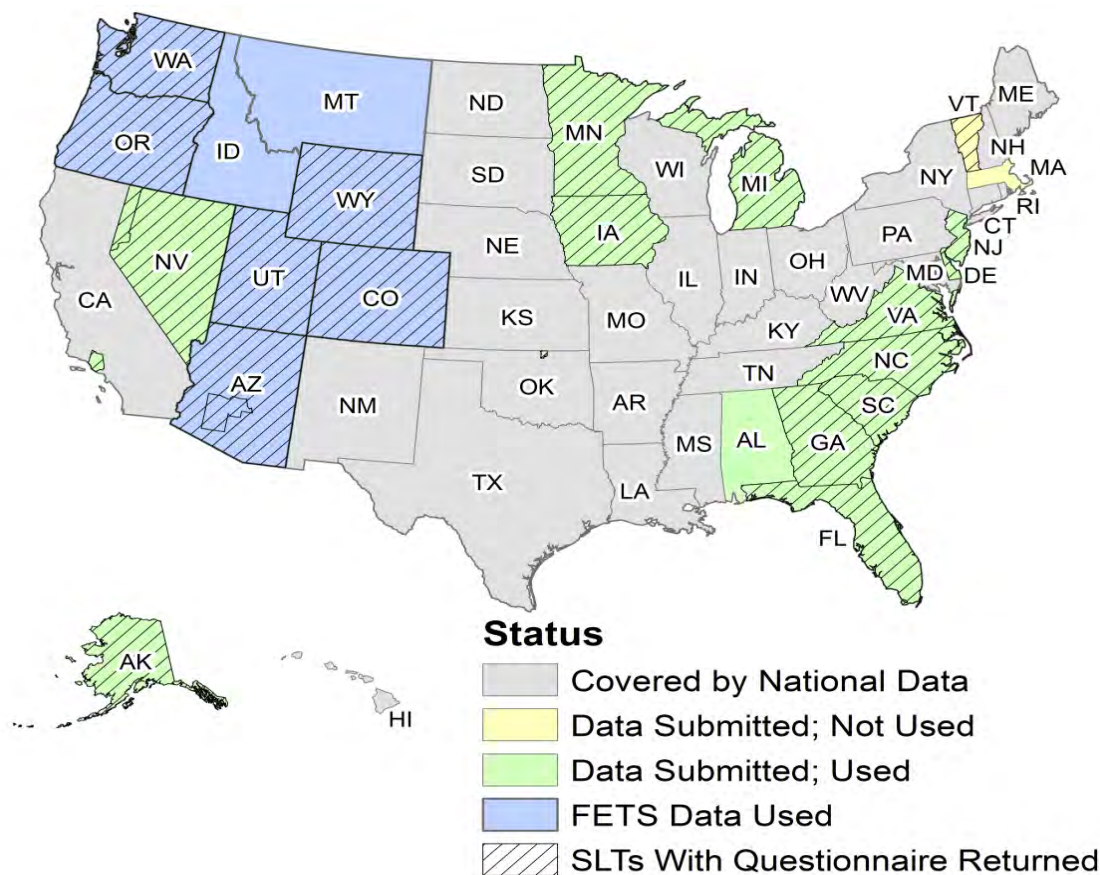 WA
MT
ND
MN
VT
ME
OR
ID
SD
WI
MI
NH
NY
MA
WY
RI
CT
NV
NE
IA
PA
NJ
UT
CO
IL
IN
OH
MD
DE
CA
WV
KS
MO
KY
VA
AZ
NM
OK
AR
TN
NC
SC
TX
MS
AL
GA
LA
FL
AK
HI
Status
Covered by National Data
Data Submitted; Not Used
Data Submitted; Used
FETS Data Used
SLTs With Questionnaire Returned